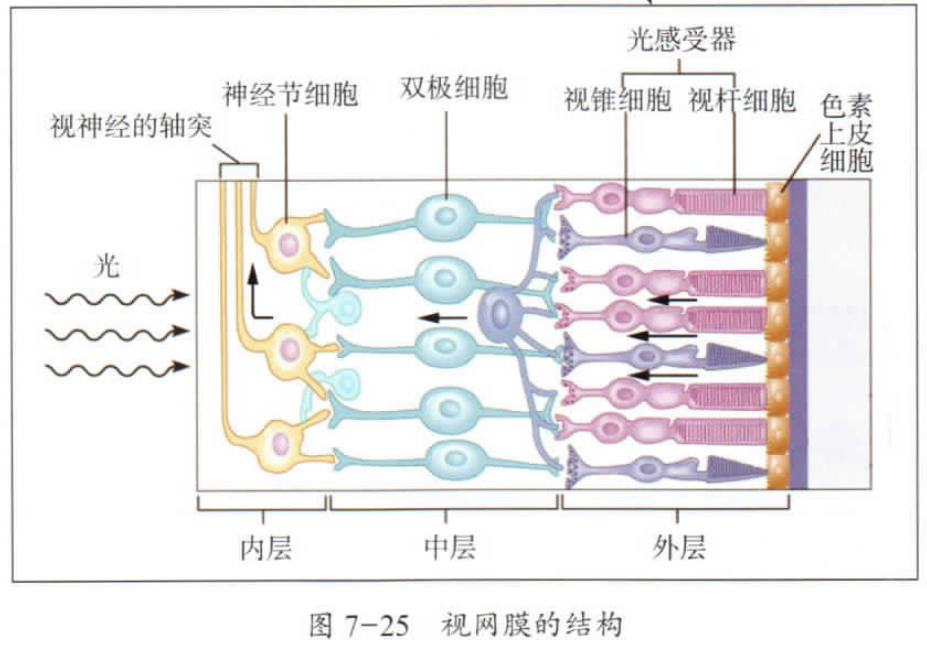 光感受器
神经节细胞
双极细胞
视锥细胞 视杆细胞
色素
上皮
细胞
视神经的轴突
光
内层
中层
外层
图 7-25 视网膜的结构